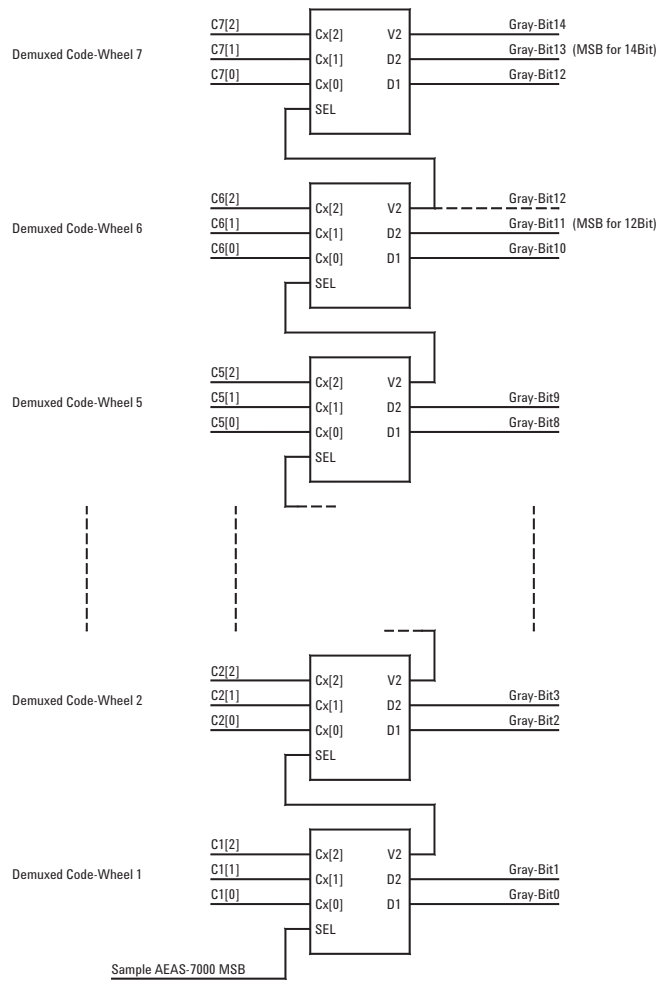 C7[2] Cx[2] V2 Gray-Bit14
Demuxed Code-Wheel 7 C7[1] Cx[1] D2 Gray-Bit13 (MSB for 14Bit)
C7[0] Cx[0] D1 Gray-Bit12
SEL
C6[2] Cx[2] V2 Gray-Bit12
Demuxed Code-Wheel 6 C6[1] Cx[1] D2 Gray-Bit11 (MSB for 12Bit)
C6[0] Cx[0] D1 Gray-Bit10
SEL
C5[2] Cx[2] V2
Demuxed Code-Wheel 5 C5[1] Cx[1] D2 Gray-Bit9
C5[0] Cx[0] D1 Gray-Bit8
SEL
C2[2] Cx[2] V2
Demuxed Code-Wheel 2 C2[1] Cx[1] D2 Gray-Bit3
C2[0] Cx[0] D1 Gray-Bit2
SEL
C1[2] Cx[2] V2
Demuxed Code-Wheel 1 C1[1] Cx[1] D2 Gray-Bit1
C1[0] Cx[0] D1 Gray-Bit0
SEL
Sample AEAS-7000 MSB